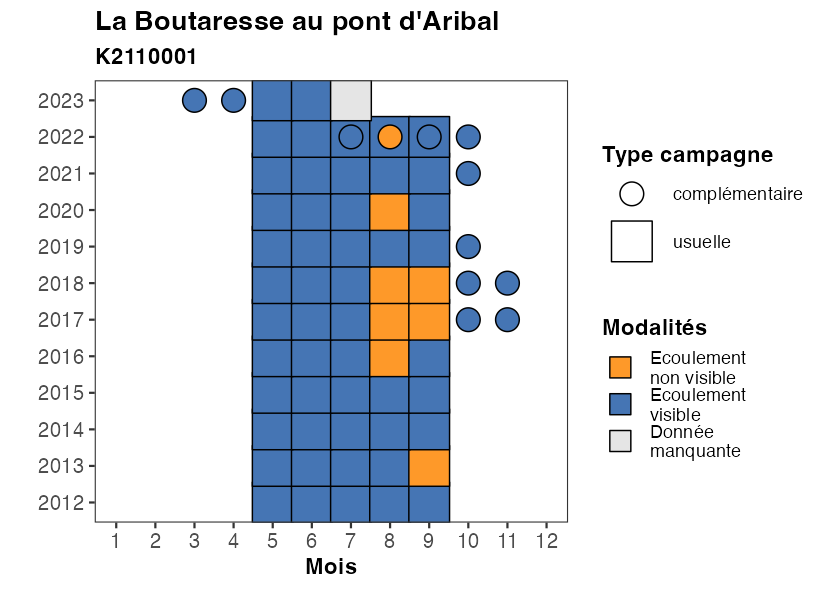 La Boutaresse au pont d'Aribal
K2110001
2023
2022
2021
2020
2019
2018
2017
2016
2015
2014
2013
2012
1 2 3 4 5 6 7 8 9 10 11 12
Mois
Type campagne
complémentaire
usuelle
Modalités
Ecoulement
non visible
Ecoulement
visible
Donnée
manquante